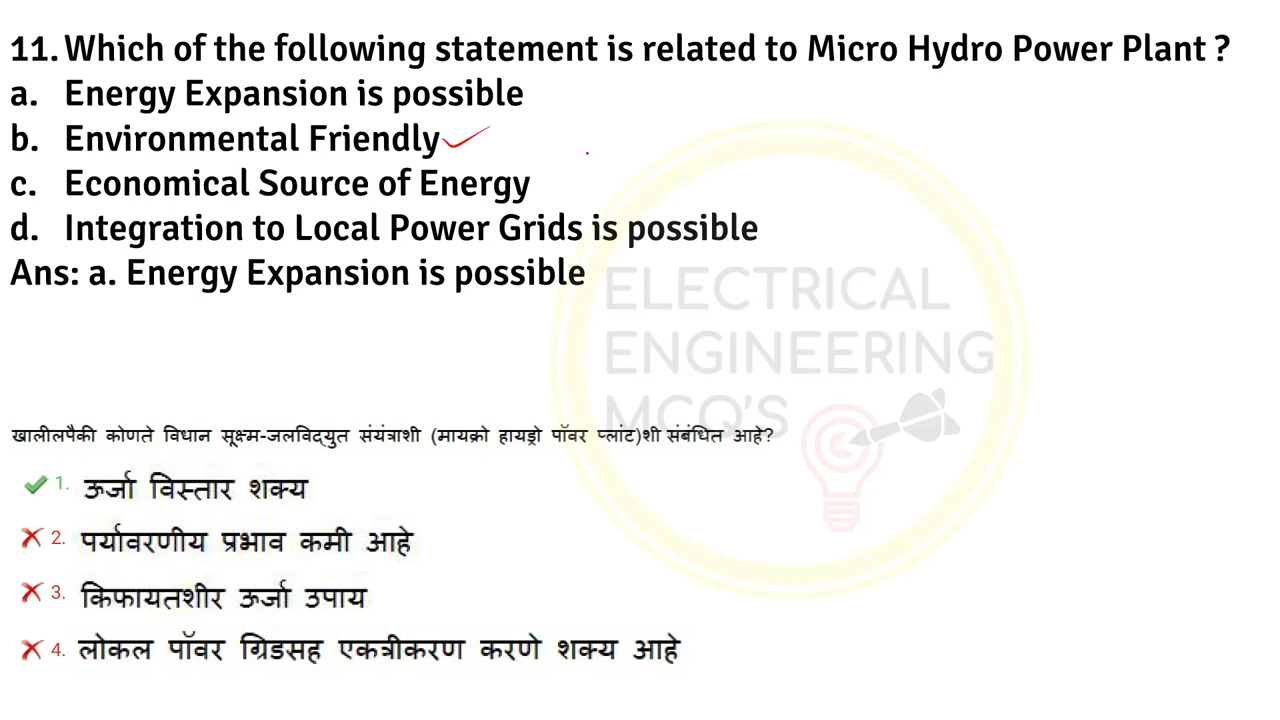 11. Which of the following statement is related to Micro Hydro Power Plant ?
a. Energy Expansion is possible
b. Environmental Friendly
c. Economical Source of Energy
d. Integration to Local Power Grids is possible
Ans: a. Energy Expansion is possible
ELECTRICAL
ENGINEERING
MCQ'S
खालीलपैकी कोणते विधान सूक्ष्म-जलविद्युत संयंत्राशी (मायक्रो हायड्रो पॉवर प्लांट)शी संबंधित आहे?
1. ऊर्जा विस्तार शक्य
2. पर्यावरणीय प्रभाव कमी आहे
3. किफायतशीर ऊर्जा उपाय
4. लोकल पॉवर ग्रिडसह एकत्रीकरण करणे शक्य आहे